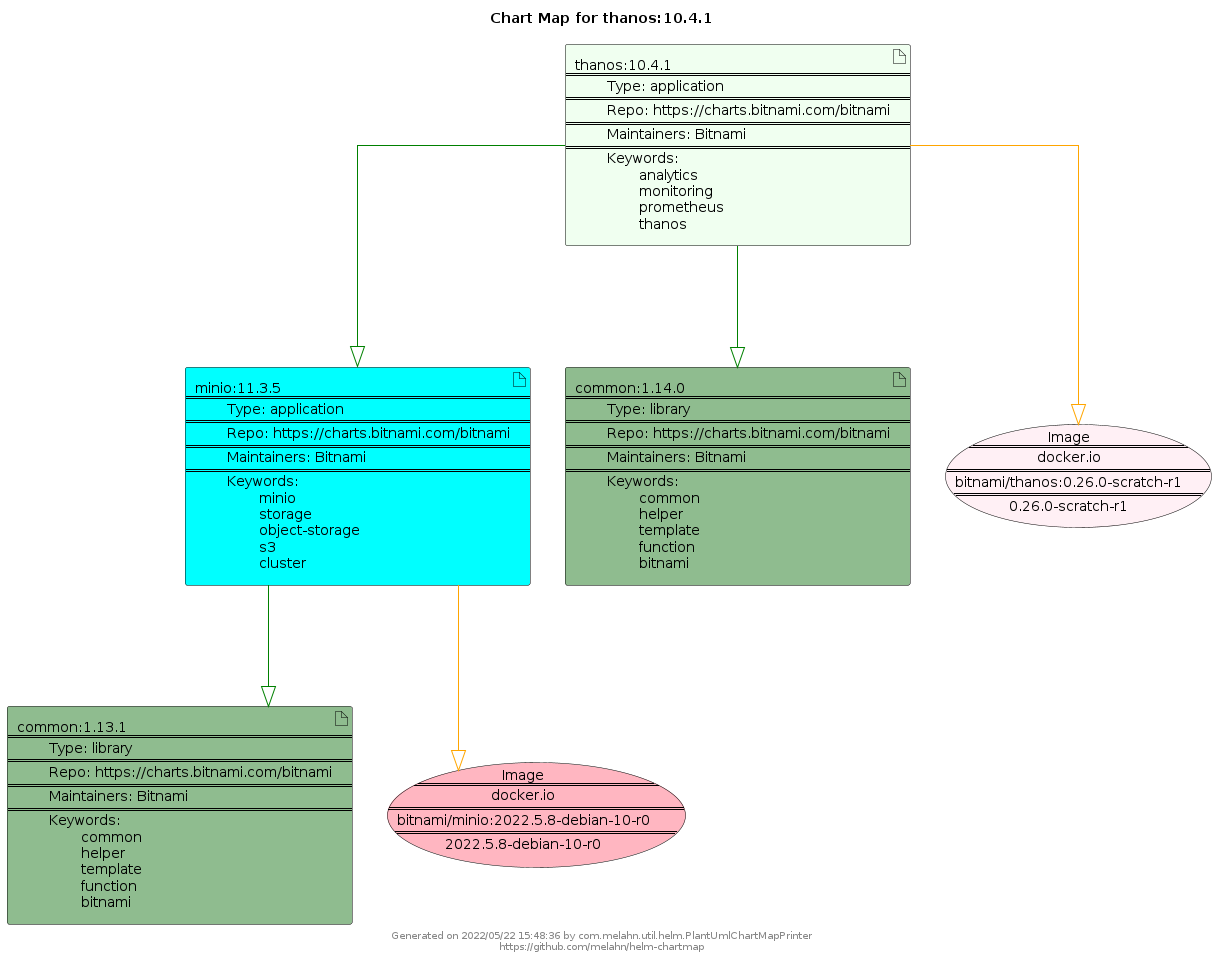 Chart Map for thanos:10.4.1
thanos:10.4.1
Type: application
Repo: https://charts.bitnami.com/bitnami
Maintainers: Bitnami
Keywords:
analytics
monitoring
prometheus
thanos
minio:11.3.5
Type: application
Repo: https://charts.bitnami.com/bitnami
Maintainers: Bitnami
Keywords:
minio
storage
object-storage
s3
cluster
common:1.14.0
Type: library
Repo: https://charts.bitnami.com/bitnami
Maintainers: Bitnami
Keywords:
common
helper
template
function
bitnami
Image
docker.io
bitnami/thanos:0.26.0-scratch-r1
0.26.0-scratch-r1
common:1.13.1
Type: library
Repo: https://charts.bitnami.com/bitnami
Maintainers: Bitnami
Keywords:
common
helper
template
function
bitnami
Image
docker.io
bitnami/minio:2022.5.8-debian-10-r0
2022.5.8-debian-10-r0
Generated on 2022/05/22 15:48:36 by com.melahn.util.helm.PlantUmlChartMapPrinter
https://github.com/melahn/helm-chartmap